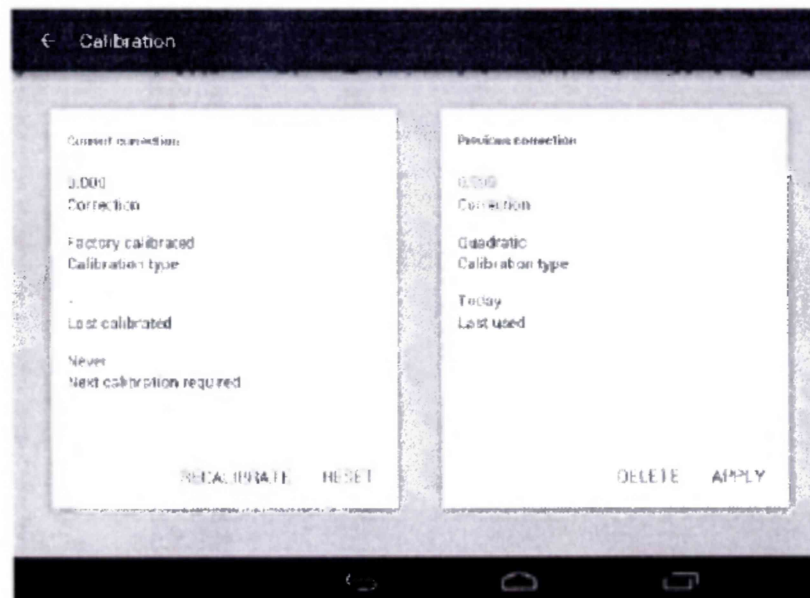 Calibration
Current correction
0.000
Correction
Factory calibrated
Calibration type
-
Last calibrated
Never
Next calibration required
RECALIBRATE RESET
Previous correction
Correction
Quadratic
Calibration type
Today
Last used
DELETE APPLY